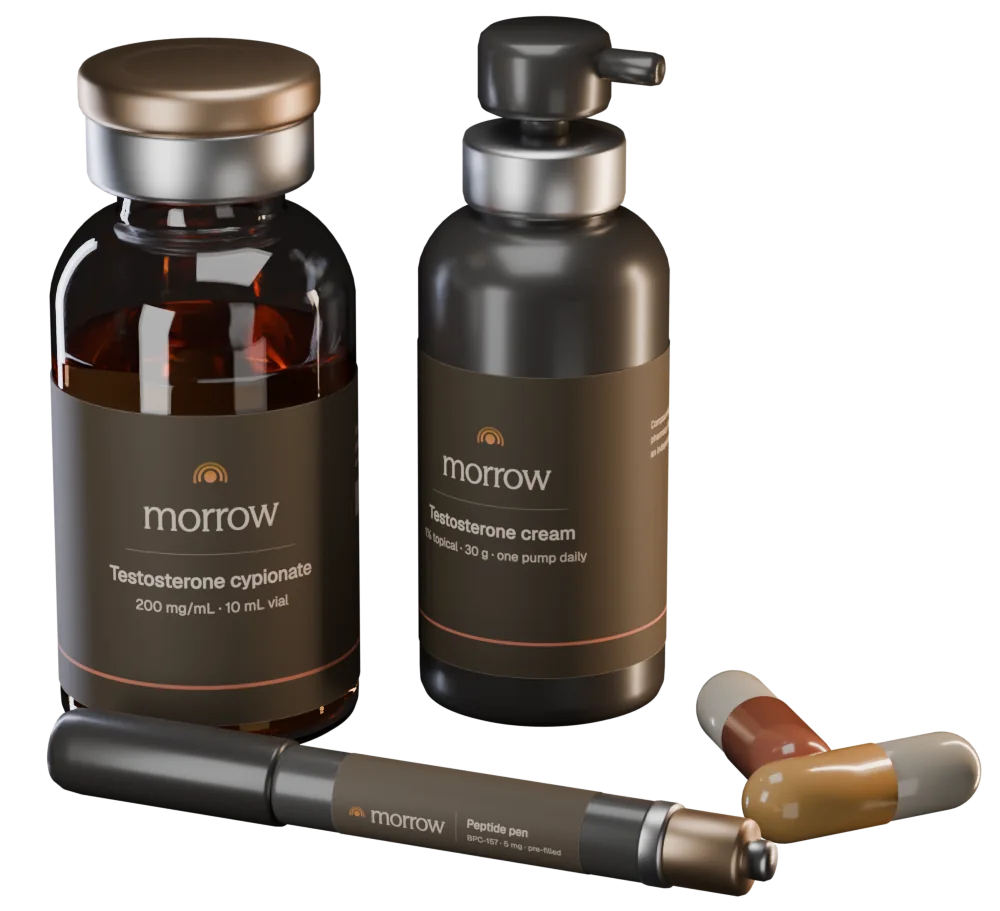 morrow
Testosterone cypionate
200 mg/mL · 10 mL vial
morrow
Testosterone cream
1% topical · 30 g · one pump daily
morrow
Peptide pen
BPC-157 · 5 mg · pre-filled